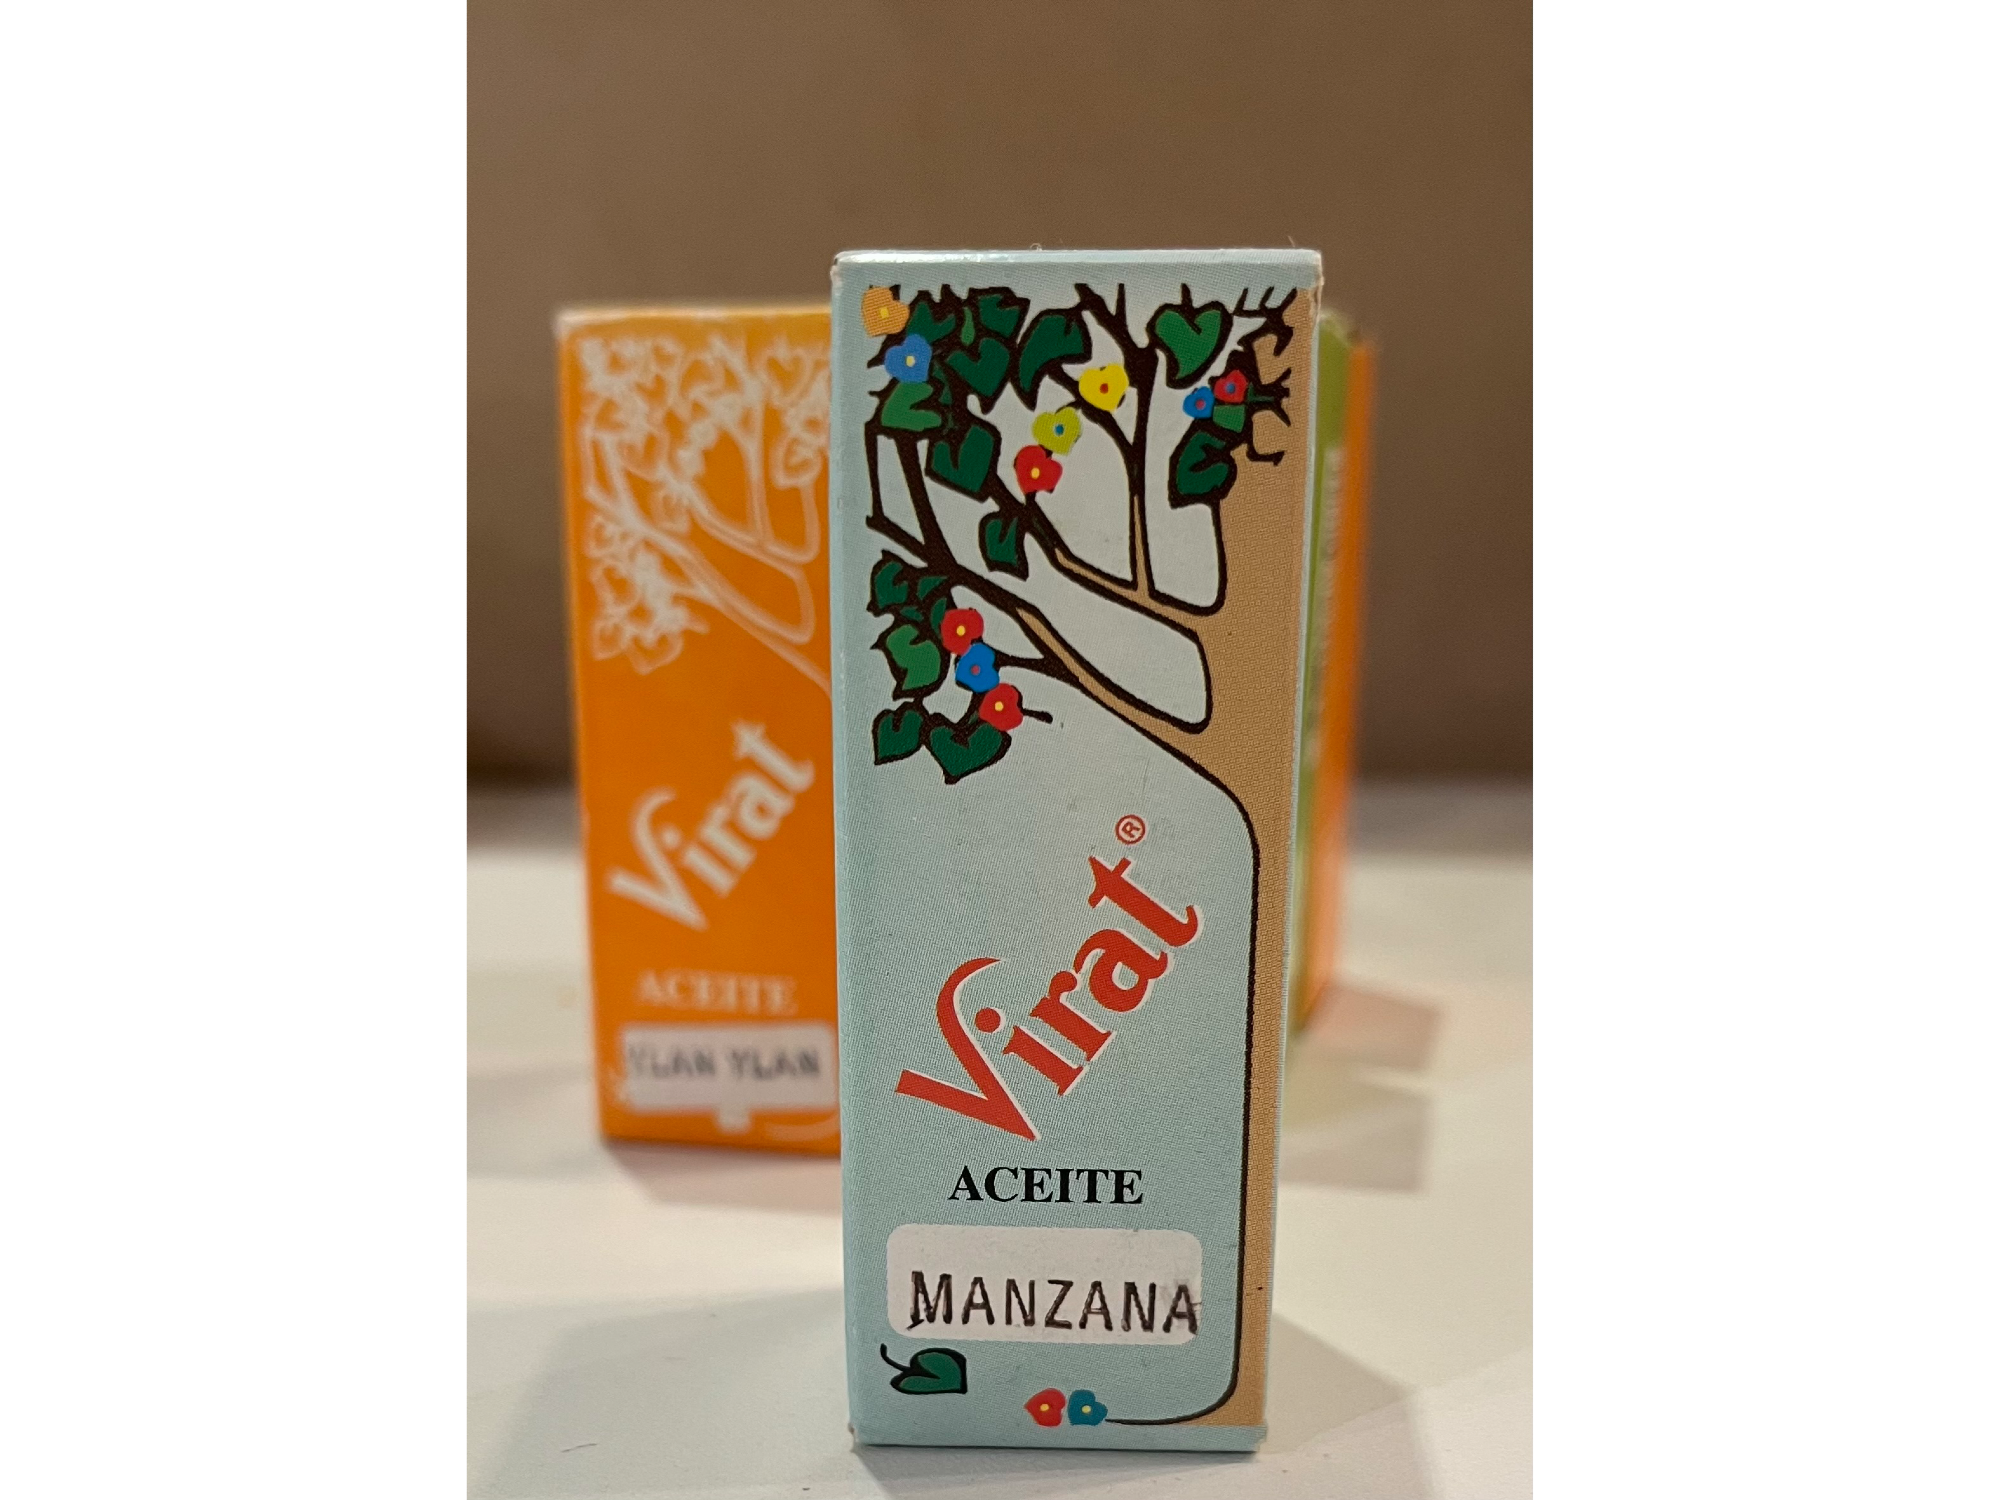 Virat®
ACEITE
MANZANA
Virat
ACEITE
YLAN YLAN